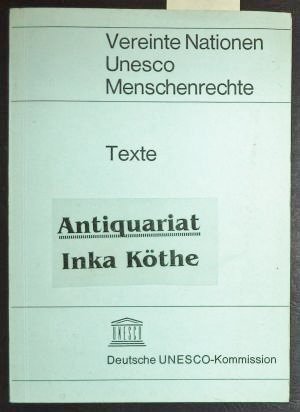 Vereinte Nationen
Unesco
Menschenrechte
Texte
Antiquariat
Inka Köthe
UNESCO
Deutsche UNESCO-Kommission